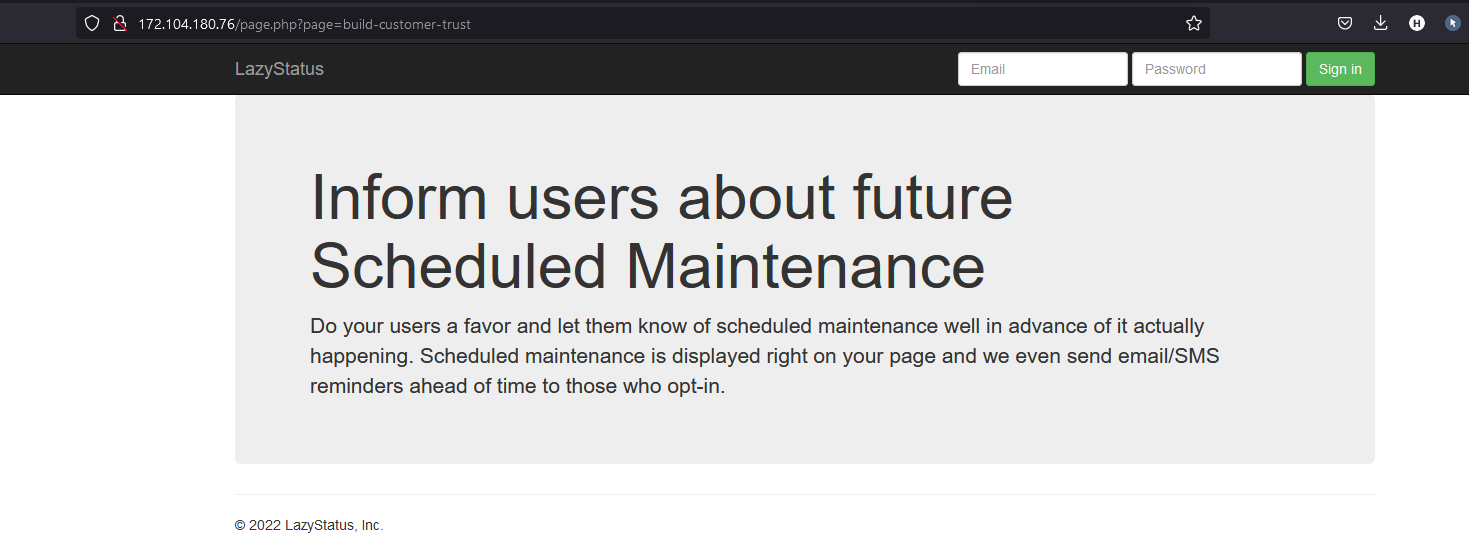 172.104.180.76/page.php?page=build-customer-trust
H
LazyStatus
Email
Password
Sign in
Inform users about future
Scheduled Maintenance
Do your users a favor and let them know of scheduled maintenance well in advance of it actually
happening. Scheduled maintenance is displayed right on your page and we even send email/SMS
reminders ahead of time to those who opt-in.
© 2022 LazyStatus, Inc.